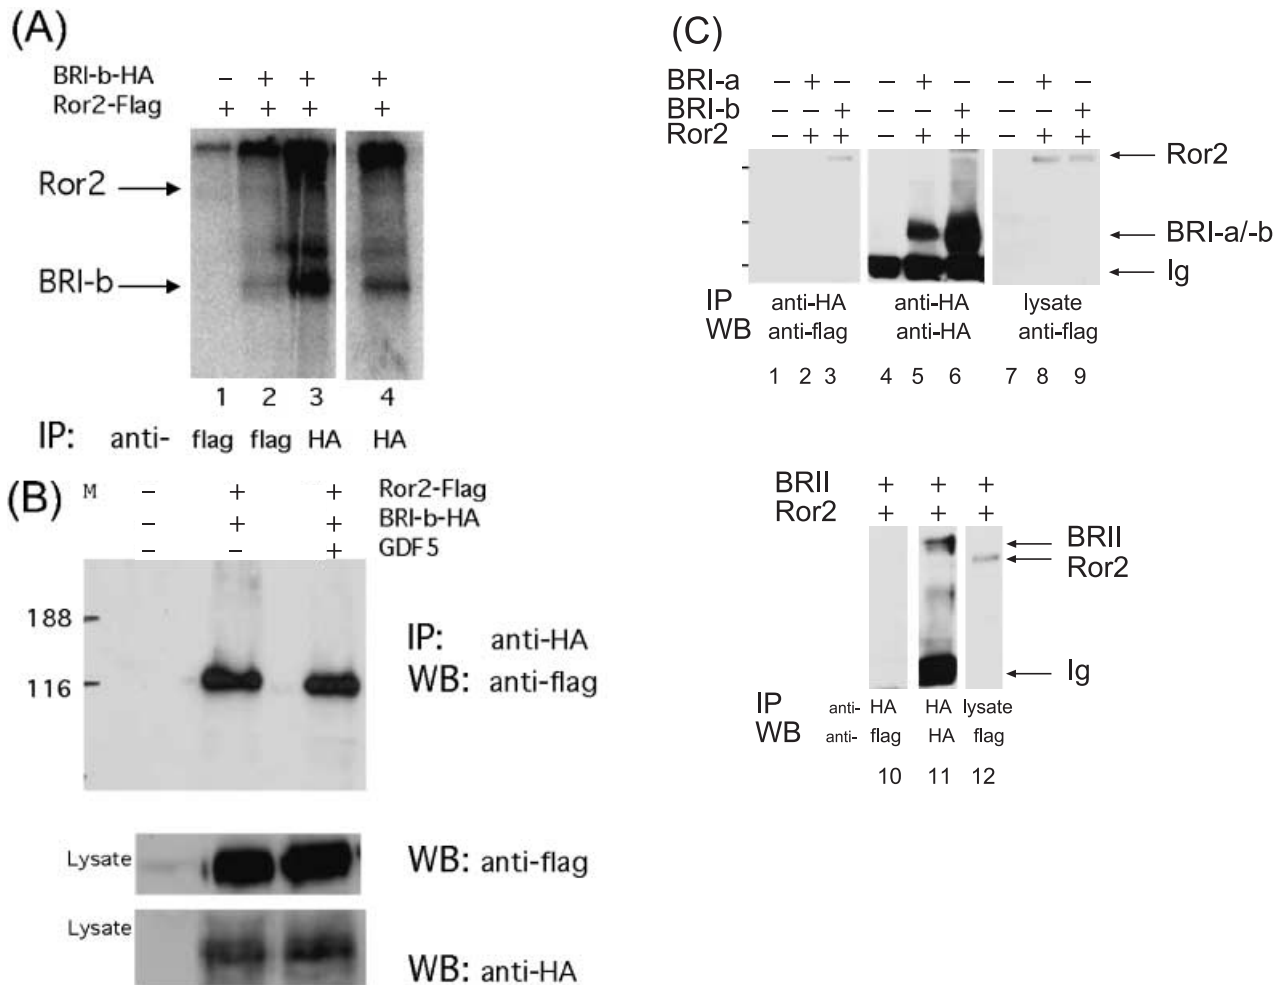 (A)
BRI-b-HA − + + +
Ror2-Flag + + + +
Ror2
BRI-b
1 2 3 4
IP: anti- flag flag HA HA
(B)
M − + + Ror2-Flag
− + + BRI-b-HA
− − + GDF5
188
116
IP: anti-HA
WB: anti-flag
Lysate
WB: anti-flag
Lysate
WB: anti-HA
(C)
BRI-a − + − − + − − + −
BRI-b − − + − − + − − +
Ror2 − + + − + + − + +
Ror2
BRI-a/-b
Ig
IP anti-HA anti-HA lysate
WB anti-flag anti-HA anti-flag
1 2 3 4 5 6 7 8 9
BRII + + +
Ror2 + + +
BRII
Ror2
Ig
IP anti- HA HA lysate
WB anti- flag HA flag
10 11 12